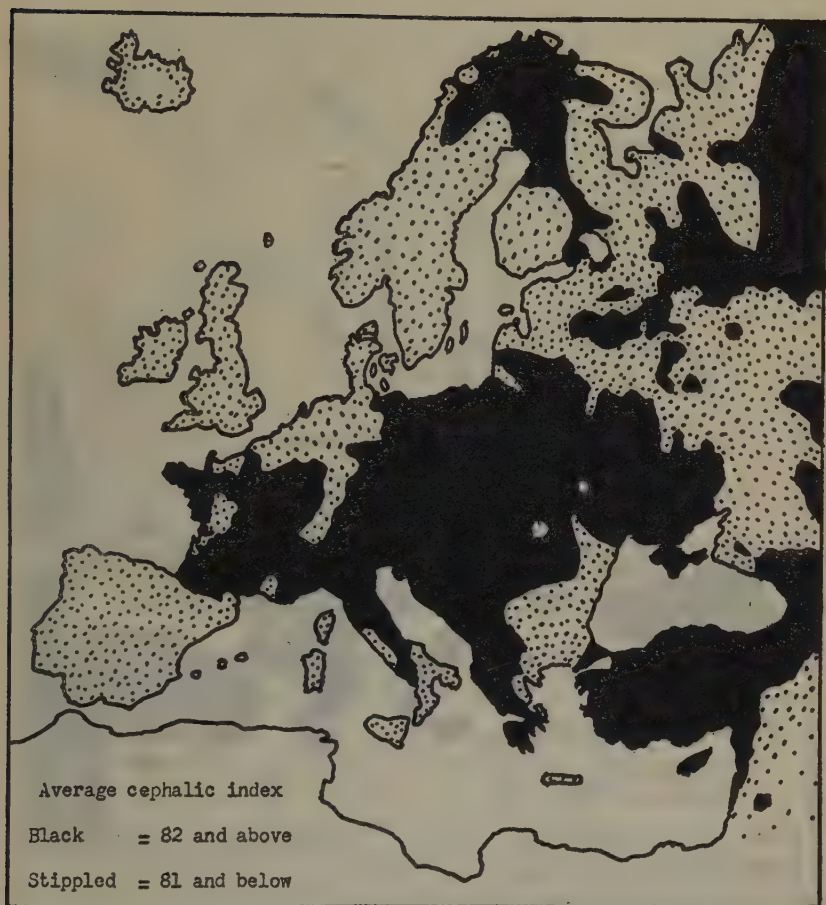 Average cephalic index
Black = 82 and above
Stippled = 81 and below